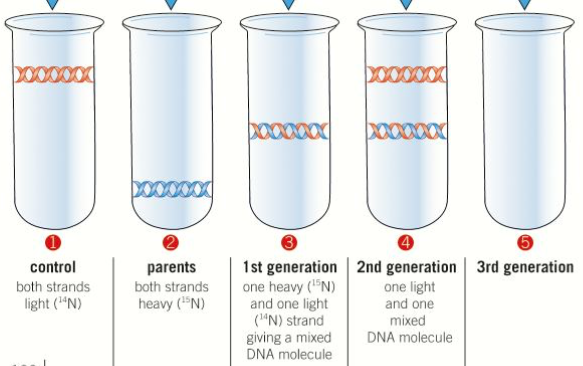 1
2
3
4
5
control
both strands
light (¹⁴N)
parents
both strands
heavy (¹⁵N)
1st generation
one heavy (¹⁵N)
and one light
(¹⁴N) strand
giving a mixed
DNA molecule
2nd generation
one light
and one
mixed
DNA molecule
3rd generation